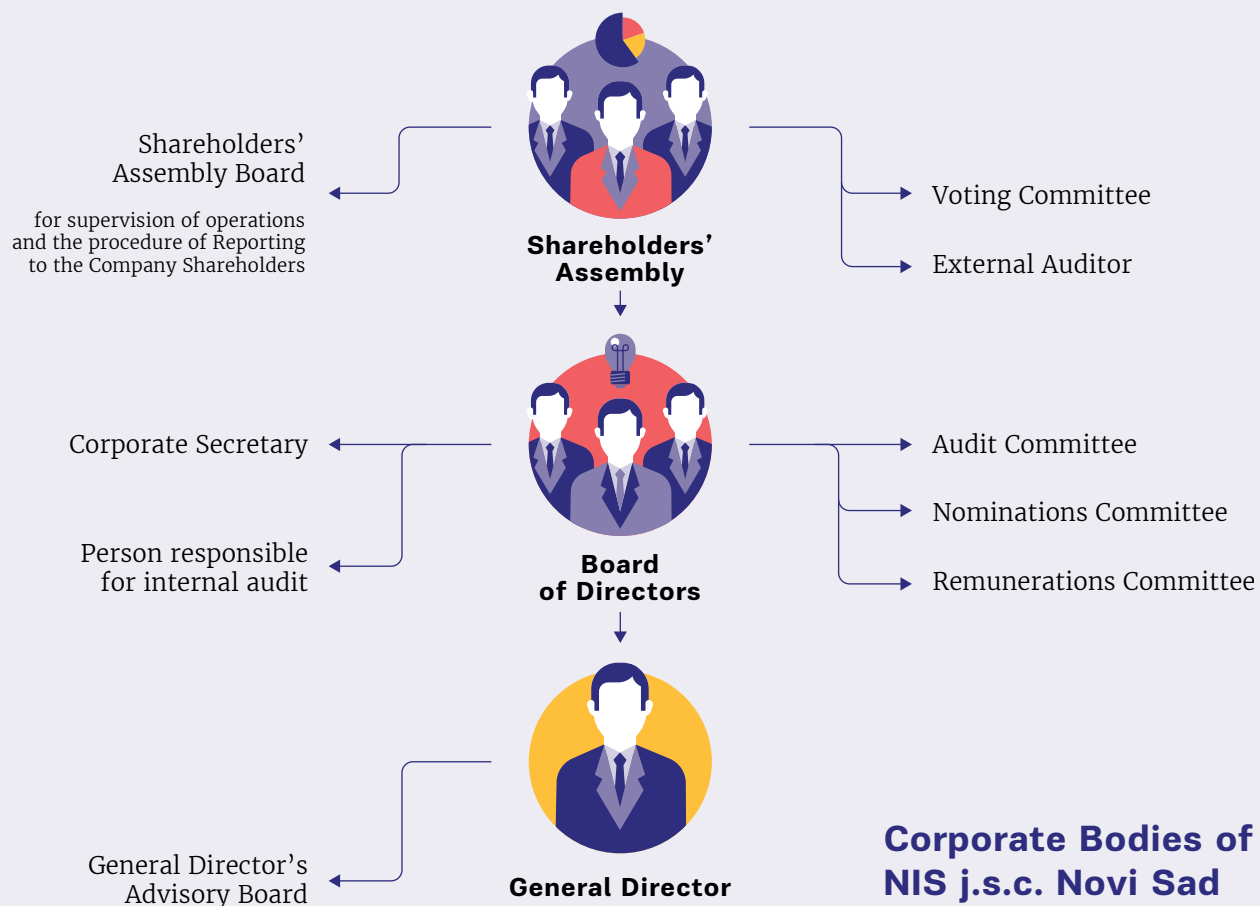 Shareholders’
Assembly Board
for supervision of operations
and the procedure of Reporting
to the Company Shareholders
Shareholders’
Assembly
Voting Committee
External Auditor
Corporate Secretary
Person responsible
for internal audit
Board
of Directors
Audit Committee
Nominations Committee
Remunerations Committee
General Director’s
Advisory Board
General Director
Corporate Bodies of
NIS j.s.c. Novi Sad